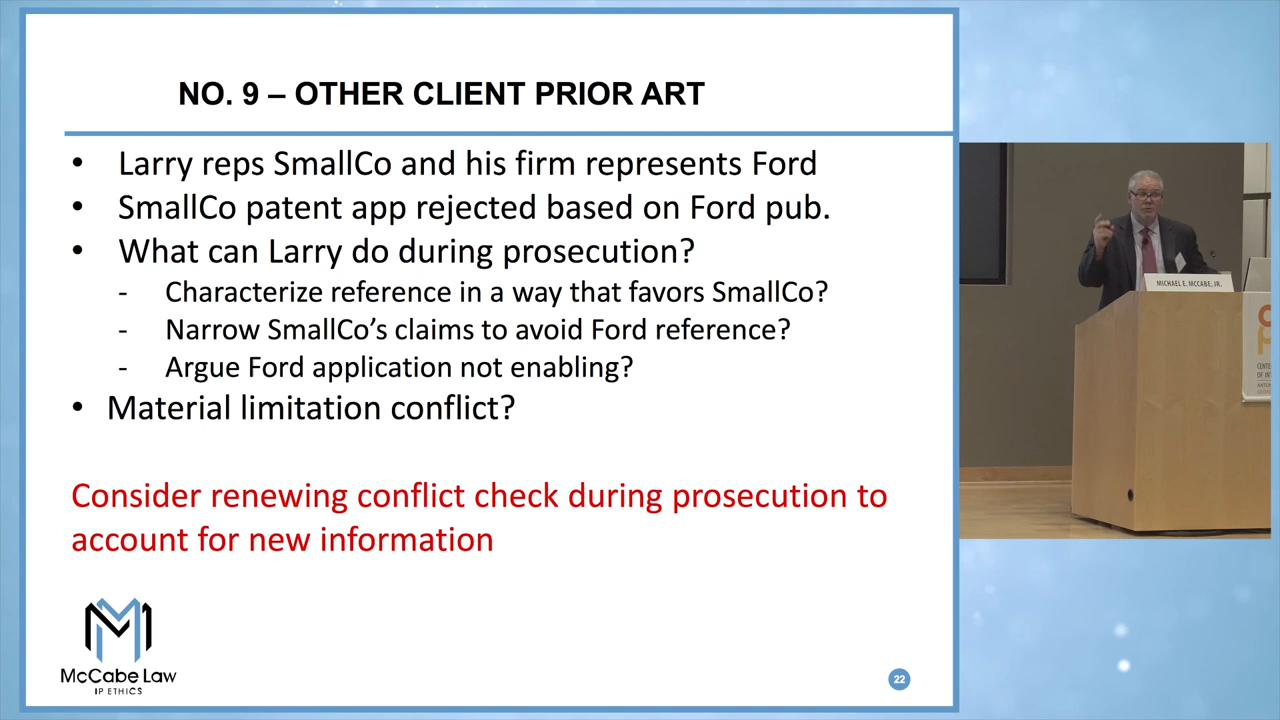 NO. 9 – OTHER CLIENT PRIOR ART
• Larry reps SmallCo and his firm represents Ford
• SmallCo patent app rejected based on Ford pub.
• What can Larry do during prosecution?
- Characterize reference in a way that favors SmallCo?
- Narrow SmallCo’s claims to avoid Ford reference?
- Argue Ford application not enabling?
• Material limitation conflict?
Consider renewing conflict check during prosecution to
account for new information
McCabe Law
IP ETHICS
22
MICHAEL E. MCCABE, JR.